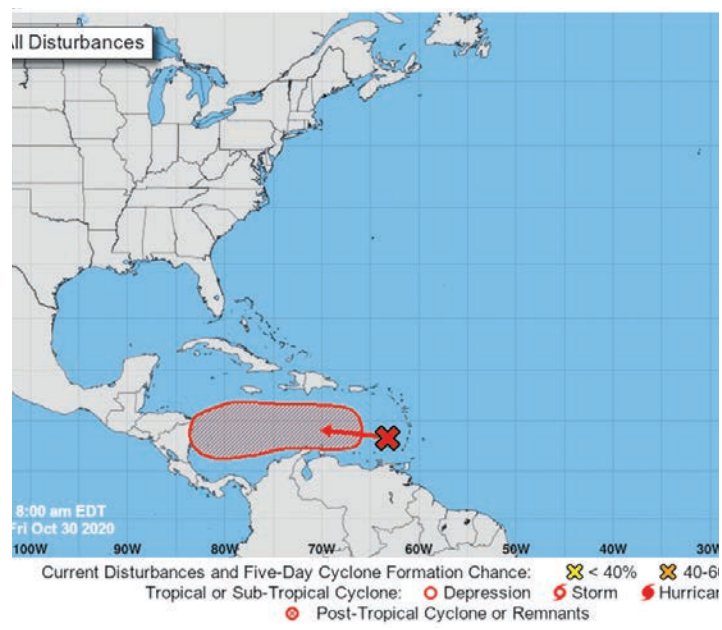 All Disturbances
8:00 am EDT
Fri Oct 30 2020
100W 90W 80W 70W 60W 50W 40W 30W
Current Disturbances and Five-Day Cyclone Formation Chance: < 40% 40-60
Tropical or Sub-Tropical Cyclone: Depression Storm Hurrican
Post-Tropical Cyclone or Remnants